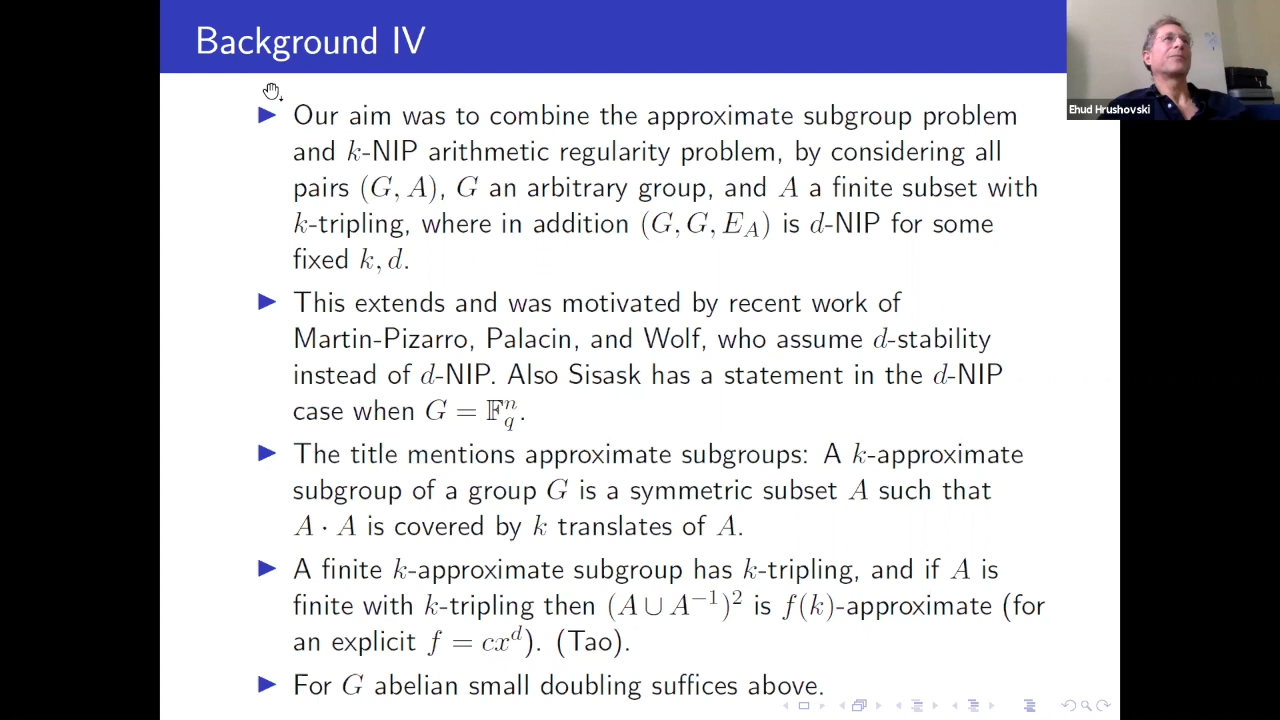 Background IV
Ehud Hrushovski
▶ Our aim was to combine the approximate subgroup problem
and k-NIP arithmetic regularity problem, by considering all
pairs (G, A), G an arbitrary group, and A a finite subset with
k-tripling, where in addition (G, G, E_A) is d-NIP for some
fixed k, d.
▶ This extends and was motivated by recent work of
Martin-Pizarro, Palacin, and Wolf, who assume d-stability
instead of d-NIP. Also Sisask has a statement in the d-NIP
case when G = 𝔽_q^n.
▶ The title mentions approximate subgroups: A k-approximate
subgroup of a group G is a symmetric subset A such that
A · A is covered by k translates of A.
▶ A finite k-approximate subgroup has k-tripling, and if A is
finite with k-tripling then (A ∪ A^{-1})^2 is f(k)-approximate (for
an explicit f = cx^d). (Tao).
▶ For G abelian small doubling suffices above.